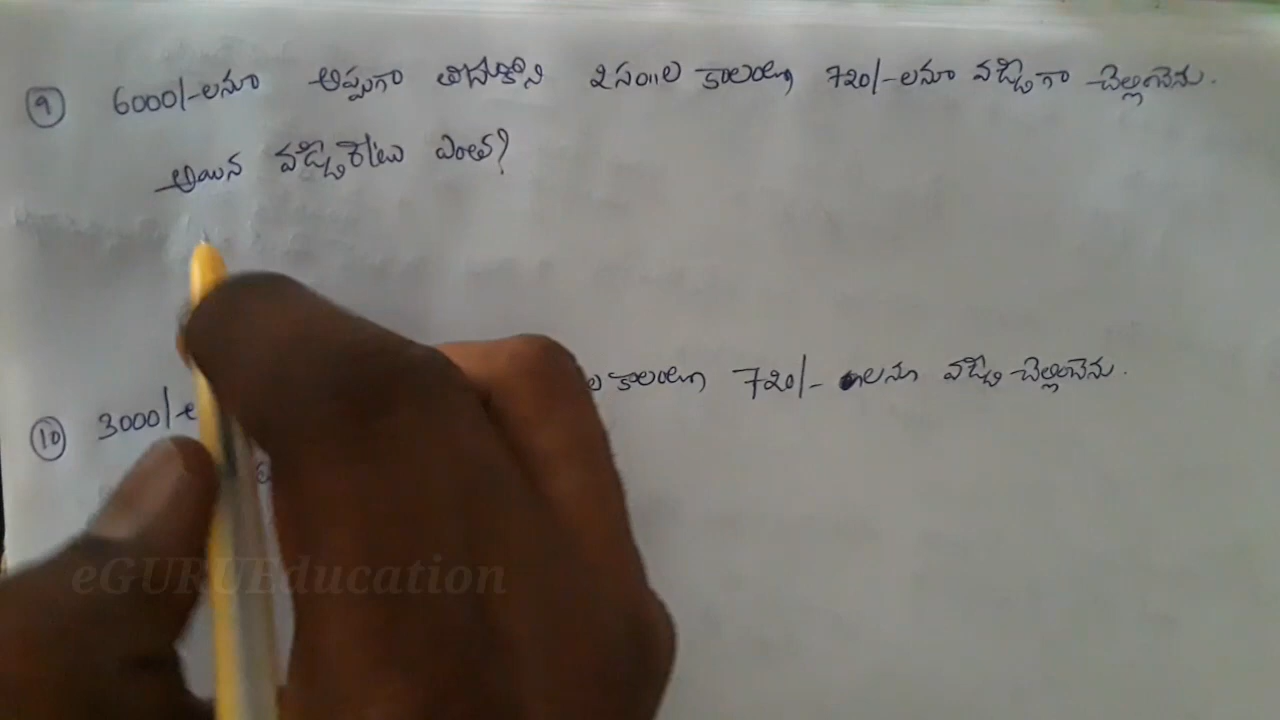 9 6000/-లనూ అప్పుగా తీసుకోని 2సం॥ల కాలంలో 720/-లనూ వడ్డీగా చెల్లించెను.
అయిన వడ్డీరేటు ఎంత?
10 3000/- ల కాలంలో 720/- లనూ వడ్డీ చెల్లించెను.
eGURUEducation